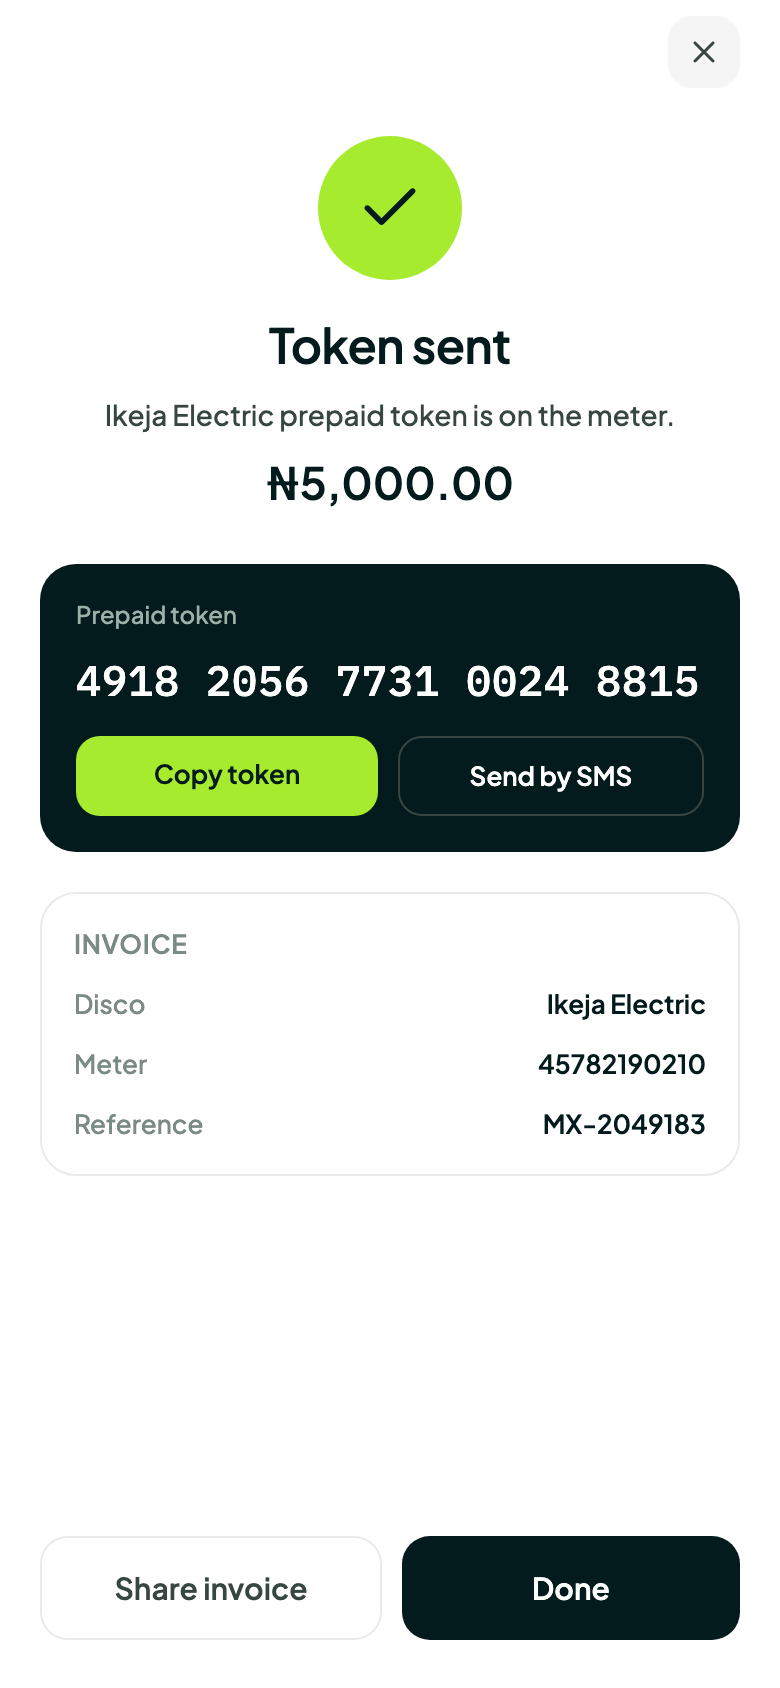 Token sent
Ikeja Electric prepaid token is on the meter.
₦5,000.00
Prepaid token
4918 2056 7731 0024 8815
Copy token
Send by SMS
INVOICE
Disco
Ikeja Electric
Meter
45782190210
Reference
MX-2049183
Share invoice
Done